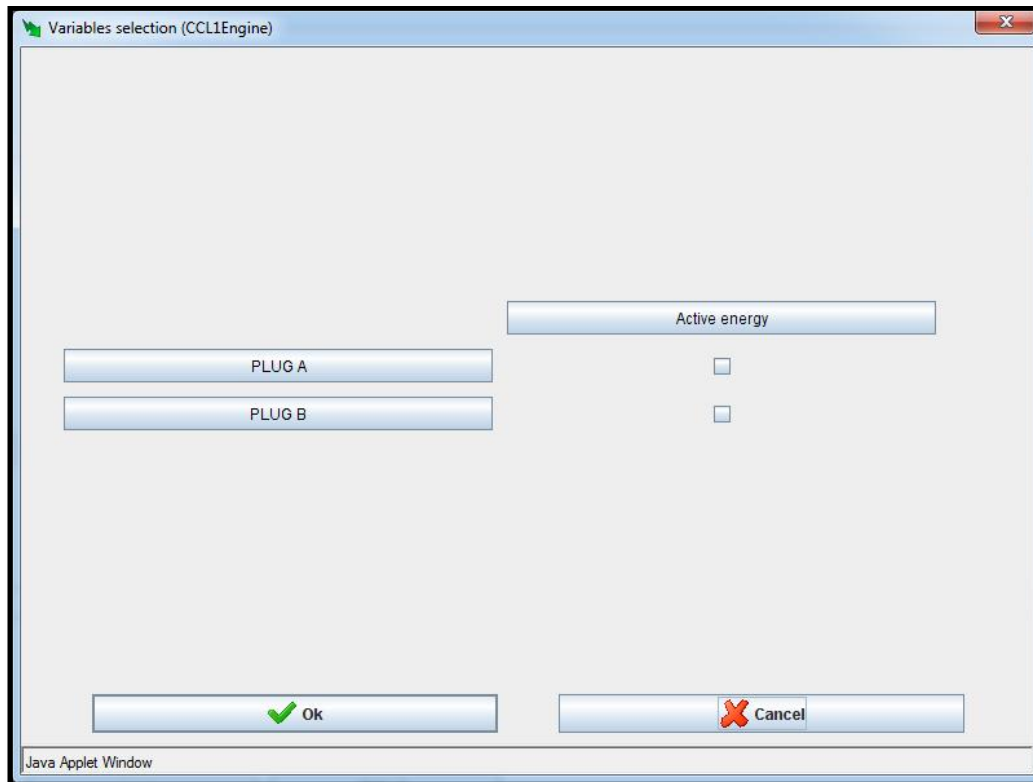 Variables selection (CCL1Engine)
Active energy
PLUG A
PLUG B
Ok
Cancel
Java Applet Window